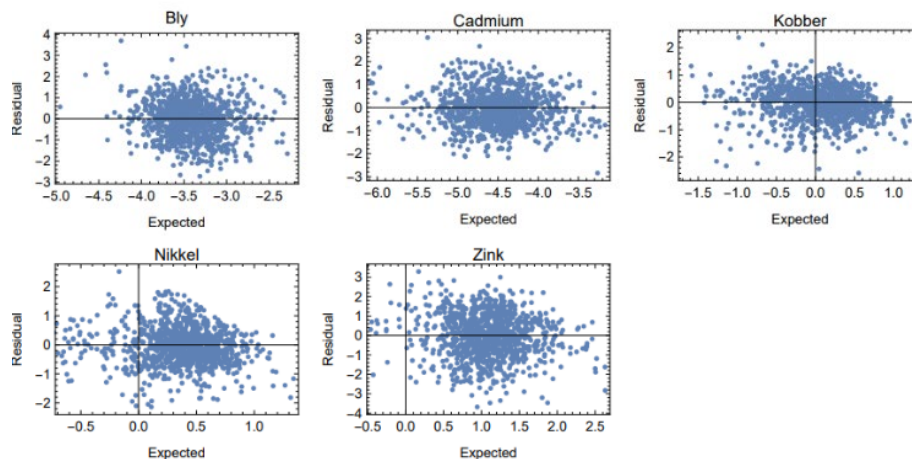 Bly
Cadmium
Kobber
4
3
2
1
0
−1
−2
−3
Residual
−5.0 −4.5 −4.0 −3.5 −3.0 −2.5
Expected
3
2
1
0
−1
−2
−3
Residual
−6.0 −5.5 −5.0 −4.5 −4.0 −3.5
Expected
2
1
0
−1
−2
Residual
−1.5 −1.0 −0.5 0.0 0.5 1.0
Expected
Nikkel
Zink
2
1
0
−1
−2
Residual
−0.5 0.0 0.5 1.0
Expected
3
2
1
0
−1
−2
−3
−4
Residual
−0.5 0.0 0.5 1.0 1.5 2.0 2.5
Expected